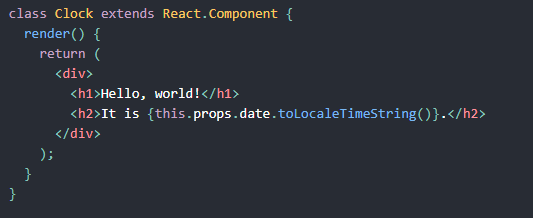 class Clock extends React.Component {
  render() {
    return (
      <div>
        <h1>Hello, world!</h1>
        <h2>It is {this.props.date.toLocaleTimeString()}.</h2>
      </div>
    );
  }
}